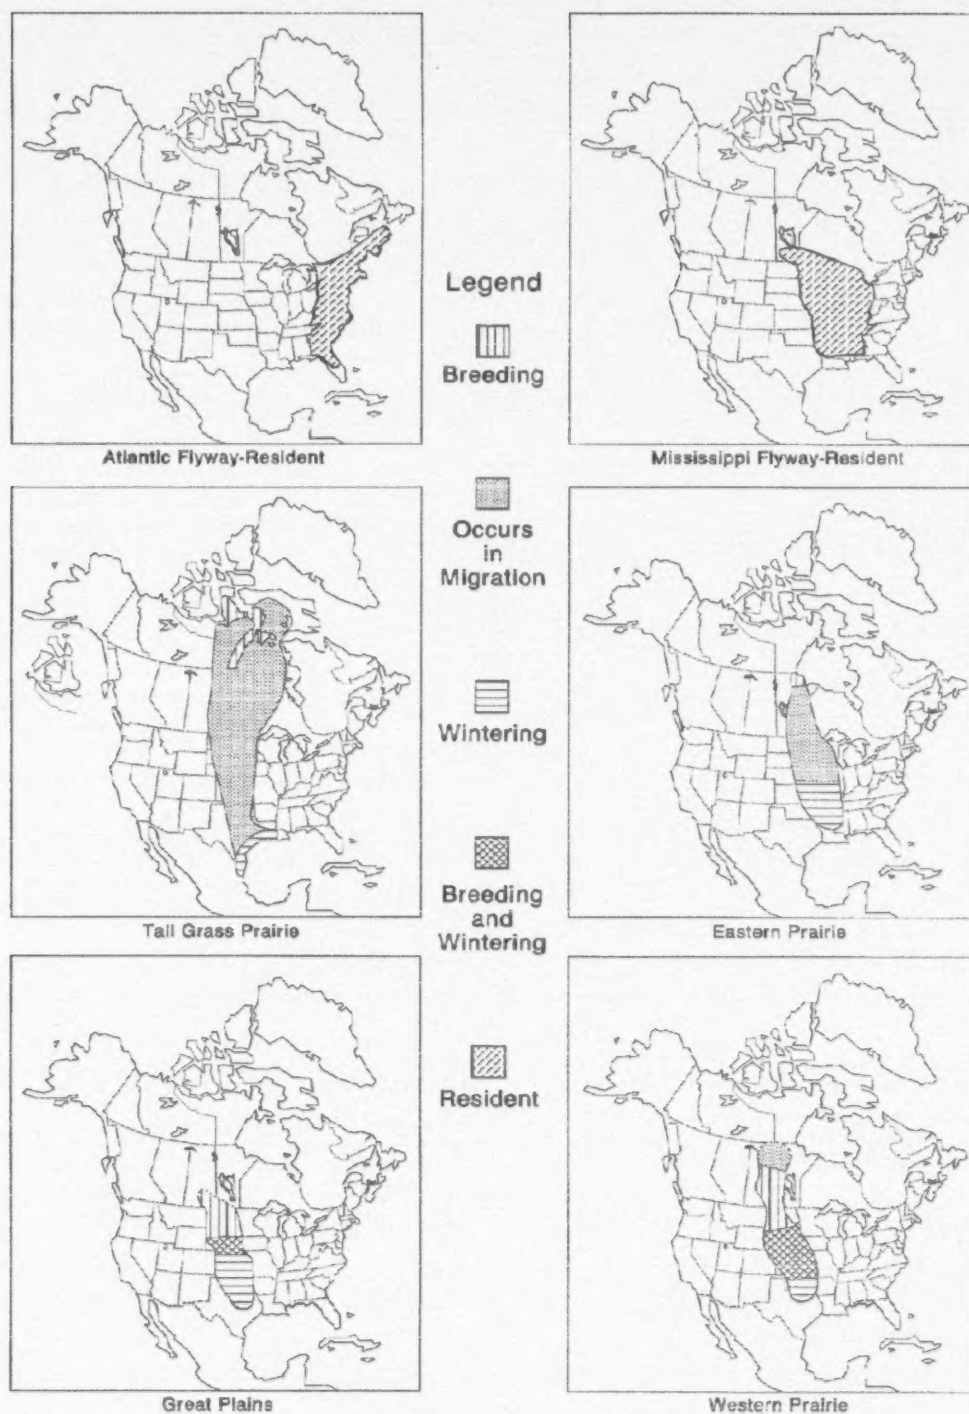 Atlantic Flyway-Resident
Mississippi Flyway-Resident
Legend
Breeding
Occurs
in
Migration
Wintering
Breeding
and
Wintering
Resident
Tall Grass Prairie
Eastern Prairie
Great Plains
Western Prairie